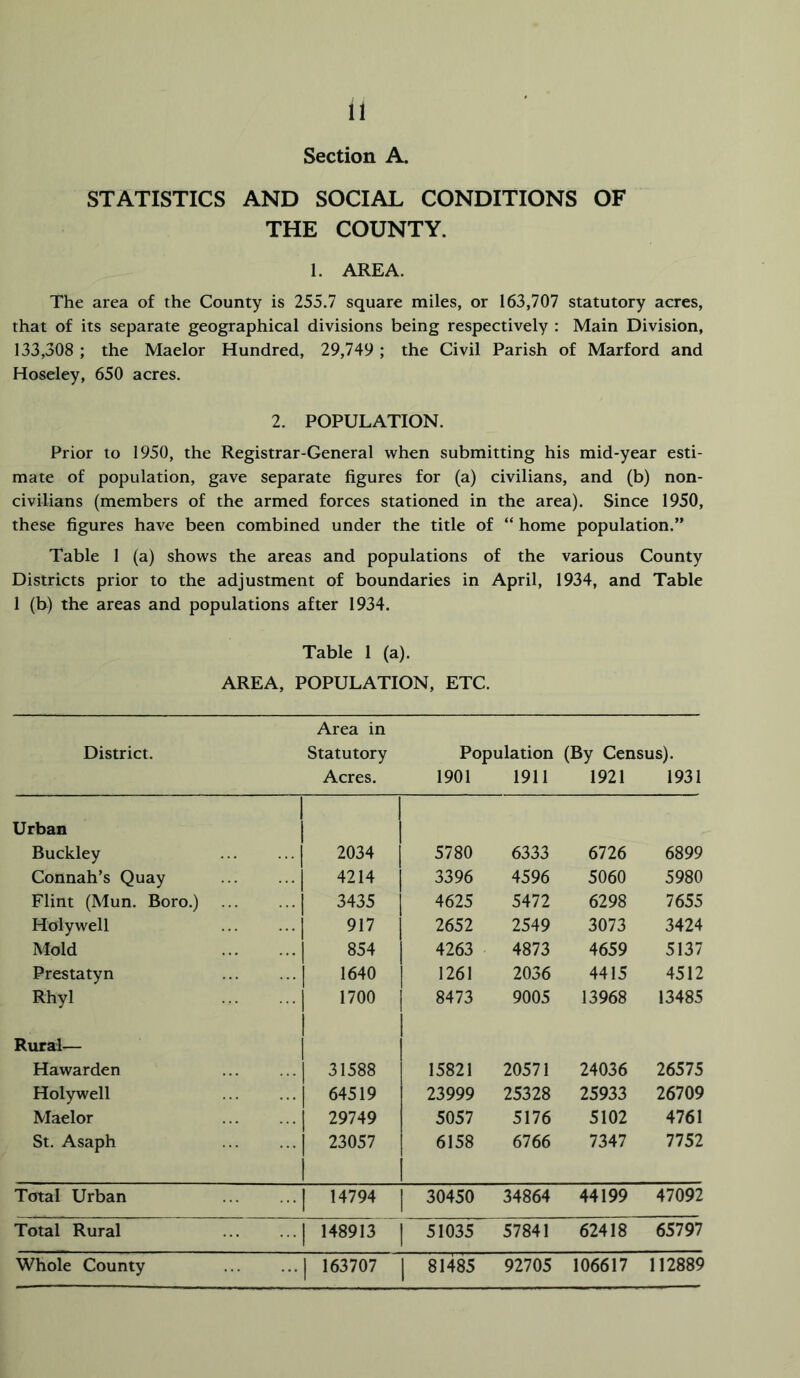 11
Section A.
STATISTICS AND SOCIAL CONDITIONS OF
THE COUNTY.
1. AREA.
The area of the County is 255.7 square miles, or 163,707 statutory acres,
that of its separate geographical divisions being respectively : Main Division,
133,308 ; the Maelor Hundred, 29,749 ; the Civil Parish of Marford and
Hoseley, 650 acres.
2. POPULATION.
Prior to 1950, the Registrar-General when submitting his mid-year esti-
mate of population, gave separate figures for (a) civilians, and (b) non-
civilians (members of the armed forces stationed in the area). Since 1950,
these figures have been combined under the title of “ home population.”
Table 1 (a) shows the areas and populations of the various County
Districts prior to the adjustment of boundaries in April, 1934, and Table
1 (b) the areas and populations after 1934.
Table 1 (a).
AREA, POPULATION, ETC.
Area in
District. Statutory Population (By Census).
Acres. 1901 1911 1921 1931
Urban
Buckley ... ... 2034 5780 6333 6726 6899
Connah’s Quay ... ... 4214 3396 4596 5060 5980
Flint (Mun. Boro.) ... ... 3435 4625 5472 6298 7655
Holywell ... ... 917 2652 2549 3073 3424
Mold ... ... 854 4263 4873 4659 5137
Prestatyn ... ... 1640 1261 2036 4415 4512
Rhyl ... ... 1700 8473 9005 13968 13485
Rural—
Hawarden ... ... 31588 15821 20571 24036 26575
Holywell ... ... 64519 23999 25328 25933 26709
Maelor ... ... 29749 5057 5176 5102 4761
St. Asaph ... ... 23057 6158 6766 7347 7752
Total Urban ... ... 14794 30450 34864 44199 47092
Total Rural ... ... 148913 51035 57841 62418 65797
Whole County ... ... 163707 81485 92705 106617 112889